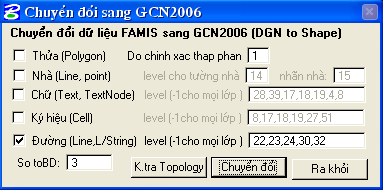 Chuyển đổi sang GCN2006
Chuyển đổi dữ liệu FAMIS sang GCN2006 (DGN to Shape)
Thửa (Polygon) Do chinh xac thap phan 1
Nhà (Line, point) level cho tường nhà 14 nhãn nhà: 15
Chữ (Text, TextNode) level (-1cho mọi lớp ) 28,39,17,18,19,4,8
Ký hiệu (Cell) level (-1cho mọi lớp ) 8,17,18,19,27,51
Đường (Line,L/String) level (-1cho mọi lớp ) 22,23,24,30,32
So toBD: 3 K.tra Topology Chuyển đổi Ra khỏi